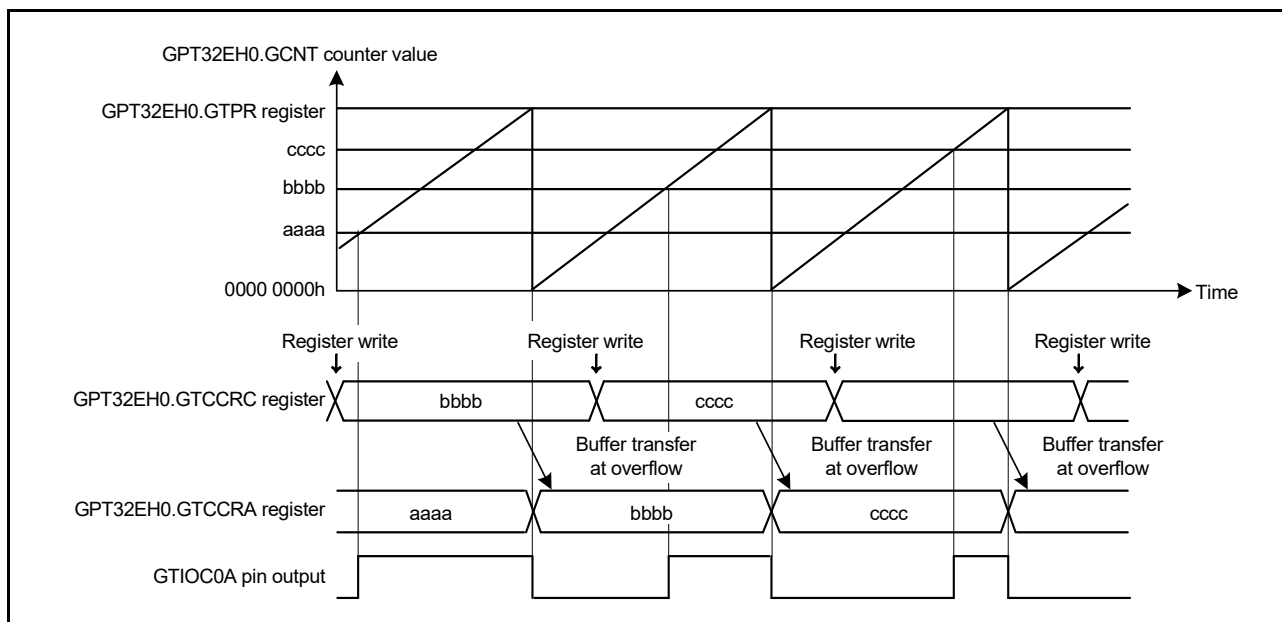 GPT32EH0.GCNT counter value
GPT32EH0.GTPR register
cccc
bbbb
aaaa
0000 0000h
Time
Register write
Register write
Register write
Register write
GPT32EH0.GTCCRC register
bbbb
cccc
Buffer transfer
at overflow
Buffer transfer
at overflow
Buffer transfer
at overflow
GPT32EH0.GTCCRA register
aaaa
bbbb
cccc
GTIOC0A pin output